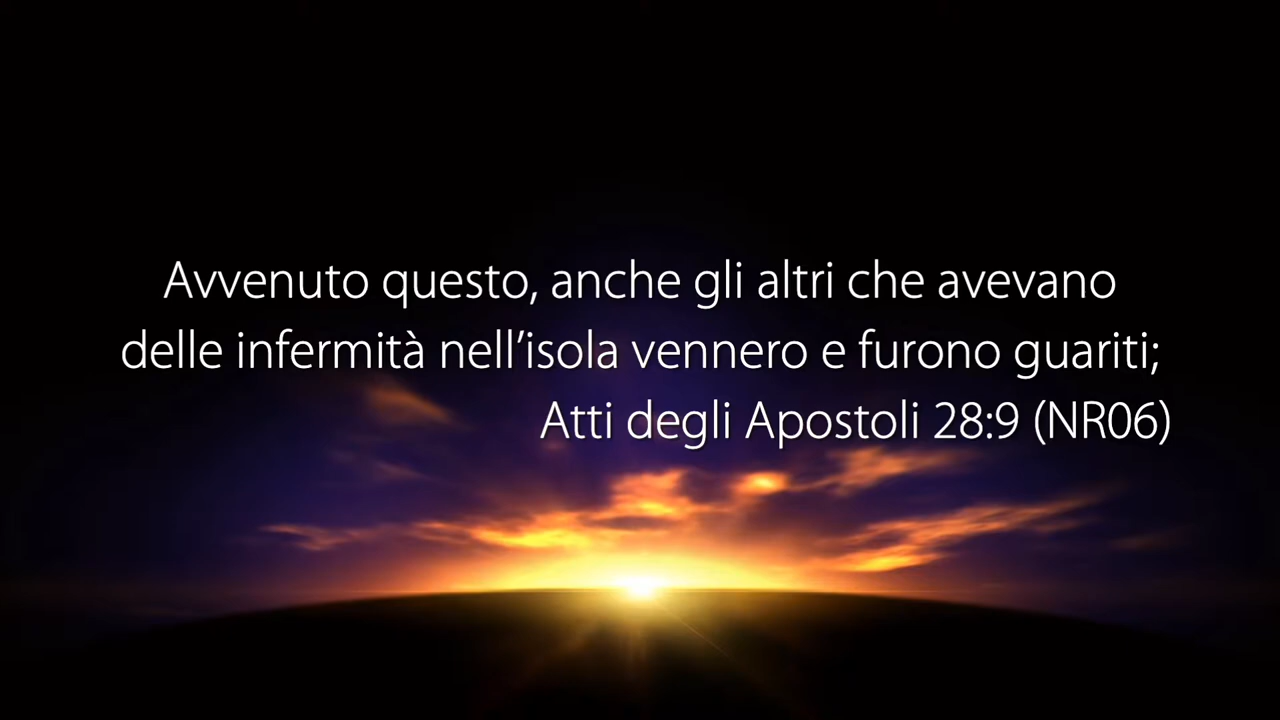 Avvenuto questo, anche gli altri che avevano
delle infermità nell’isola vennero e furono guariti;
Atti degli Apostoli 28:9 (NR06)